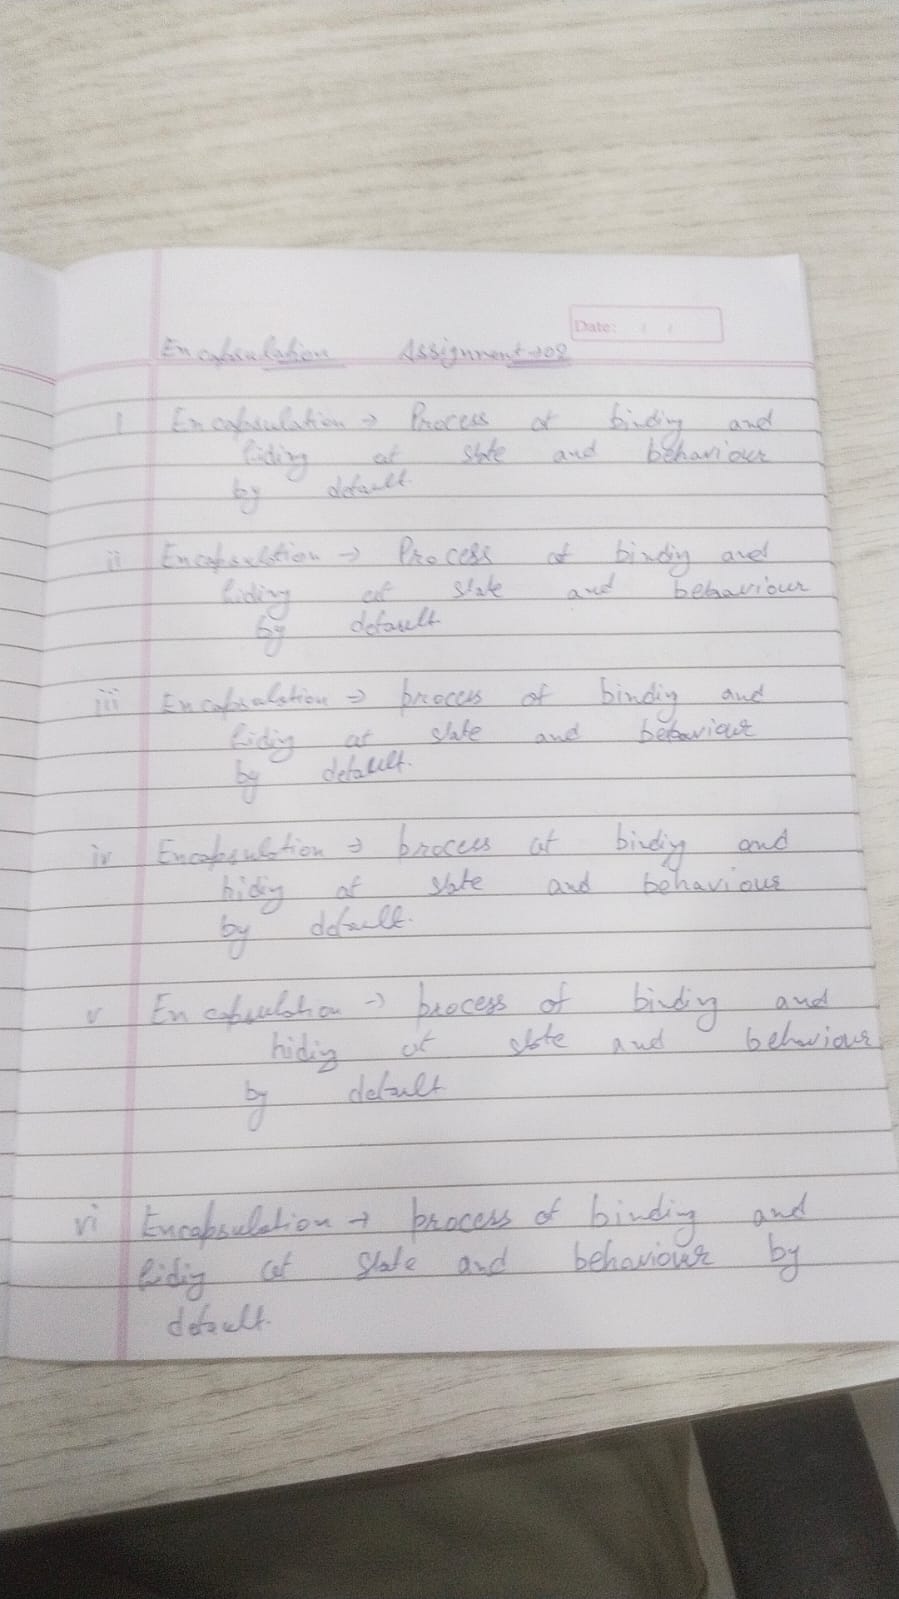 Date:
Encapsulation Assignment → 08
i Encapsulation → Process of binding and
hiding of state and behaviour
by default.
ii Encapsulation → Process of binding and
hiding of state and behaviour
by default.
iii Encapsulation → process of binding and
hiding of state and behaviour
by default.
iv Encapsulation → process of binding and
hiding of state and behaviour
by default.
v Encapsulation → process of binding and
hiding of state and behaviour
by default
vi Encapsulation → process of binding and
hiding of state and behaviour by
default.